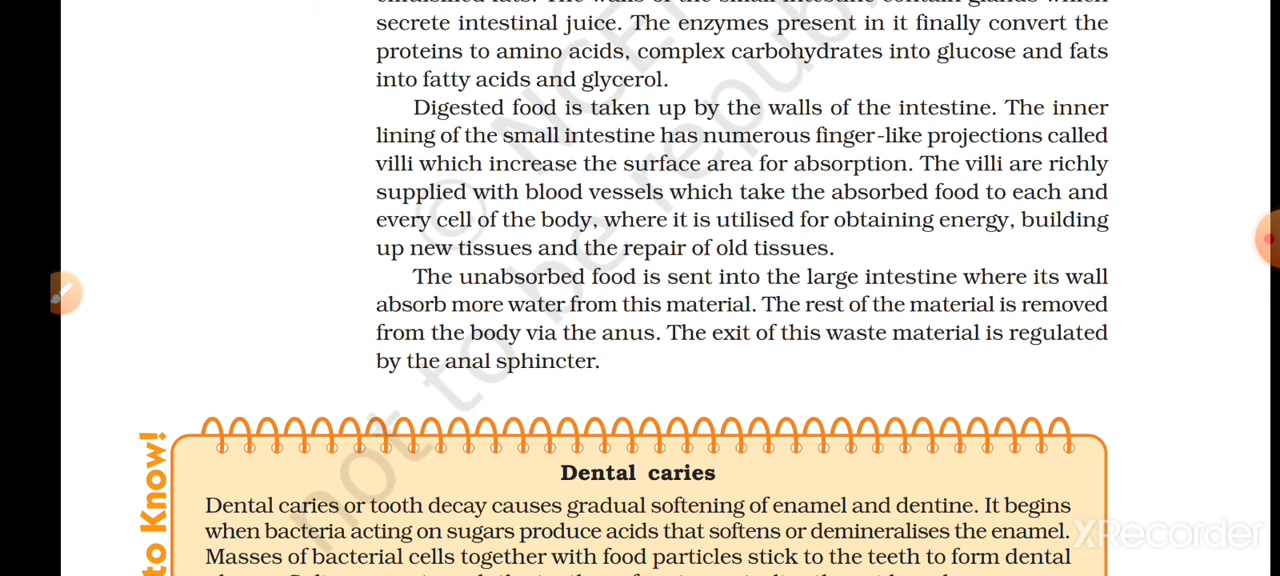 secrete intestinal juice. The enzymes present in it finally convert the
proteins to amino acids, complex carbohydrates into glucose and fats
into fatty acids and glycerol.
Digested food is taken up by the walls of the intestine. The inner
lining of the small intestine has numerous finger-like projections called
villi which increase the surface area for absorption. The villi are richly
supplied with blood vessels which take the absorbed food to each and
every cell of the body, where it is utilised for obtaining energy, building
up new tissues and the repair of old tissues.
The unabsorbed food is sent into the large intestine where its wall
absorb more water from this material. The rest of the material is removed
from the body via the anus. The exit of this waste material is regulated
by the anal sphincter.
to Know!
Dental caries
Dental caries or tooth decay causes gradual softening of enamel and dentine. It begins
when bacteria acting on sugars produce acids that softens or demineralises the enamel.
Masses of bacterial cells together with food particles stick to the teeth to form dental
XRecorder
not to be republ
© NCE